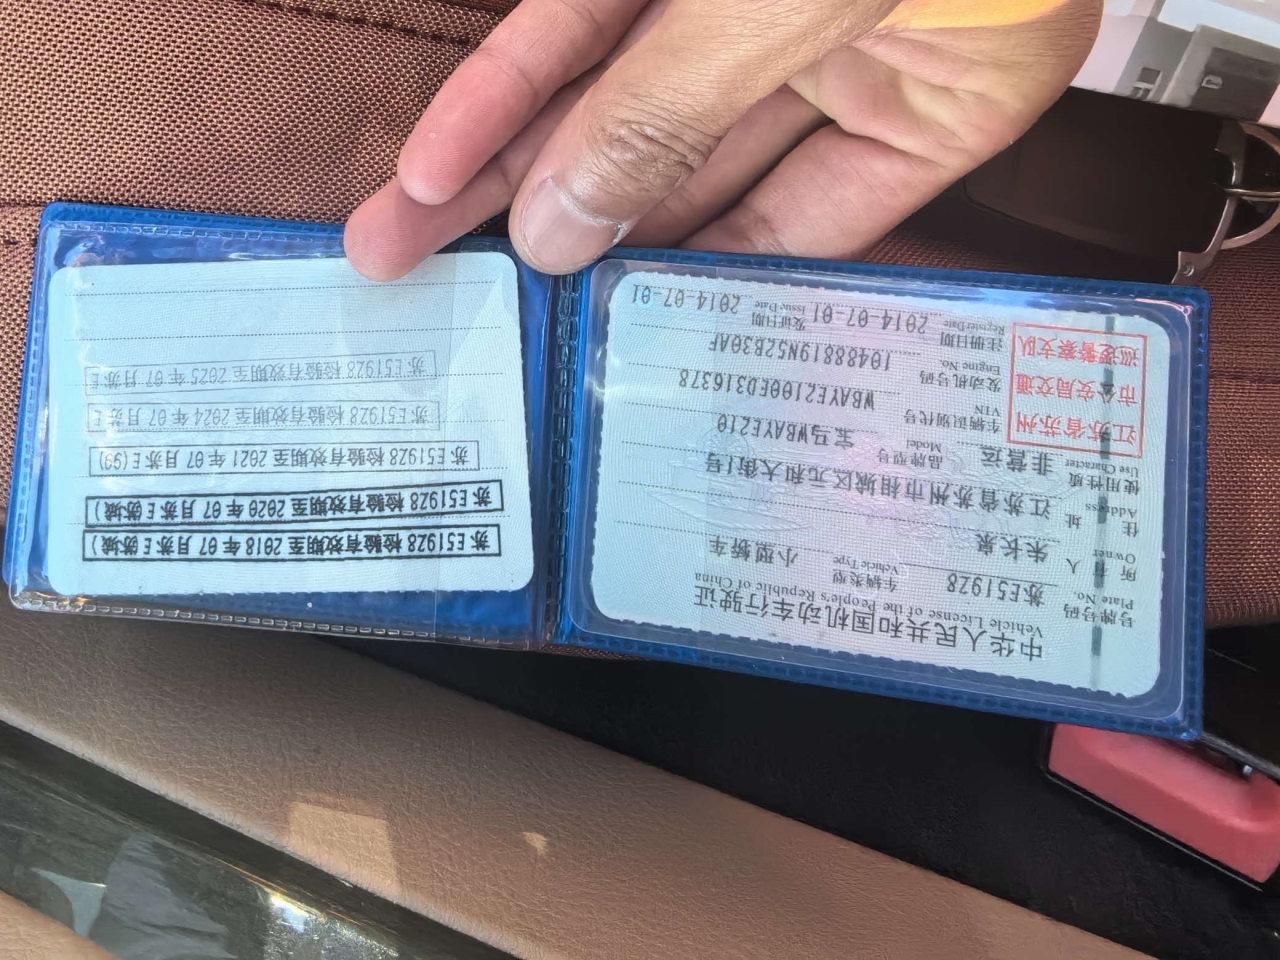 中华人民共和国机动车行驶证
Vehicle License of the People's Republic of China
号牌号码 苏E519Z8 车辆类型 小型轿车
Plate No. Vehicle Type
所有人 朱长泉
Owner
住址 江苏省苏州市相城区元和大街1号
Address
使用性质 非营运 品牌型号 宝马WBAYE210
Use Character Model
江苏省苏州
市公安局交通
巡逻警察支队
车辆识别代号 WBAYE2100ED316378
VIN
发动机号码 10488819N52B30AF
Engine No.
注册日期 2014-07-01 发证日期 2014-07-01
Register Date Issue Date
苏E519Z8 检验有效期至 2018年07月苏E(苏城)
苏E519Z8 检验有效期至 2020年07月苏E(苏城)
苏E519Z8 检验有效期至 2021年07月苏E(99)
苏E519Z8 检验有效期至 2024年07月苏E
苏E519Z8 检验有效期至 2025年07月苏E